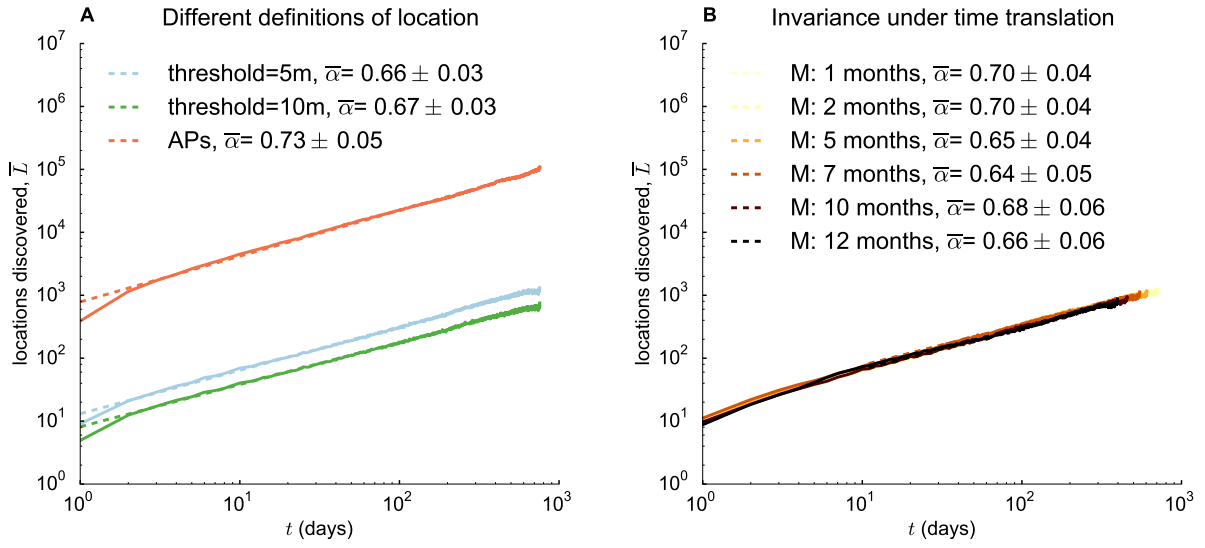 A Different definitions of location
10^7
10^6
10^5
10^4
10^3
10^2
10^1
10^0
locations discovered, L̅
threshold=5m, α̅= 0.66 ± 0.03
threshold=10m, α̅= 0.67 ± 0.03
APs, α̅= 0.73 ± 0.05
10^0 10^1 10^2 10^3
t (days)
B Invariance under time translation
10^7
10^6
10^5
10^4
10^3
10^2
10^1
10^0
locations discovered, L̅
M: 1 months, α̅= 0.70 ± 0.04
M: 2 months, α̅= 0.70 ± 0.04
M: 5 months, α̅= 0.65 ± 0.04
M: 7 months, α̅= 0.64 ± 0.05
M: 10 months, α̅= 0.68 ± 0.06
M: 12 months, α̅= 0.66 ± 0.06
10^0 10^1 10^2 10^3
t (days)